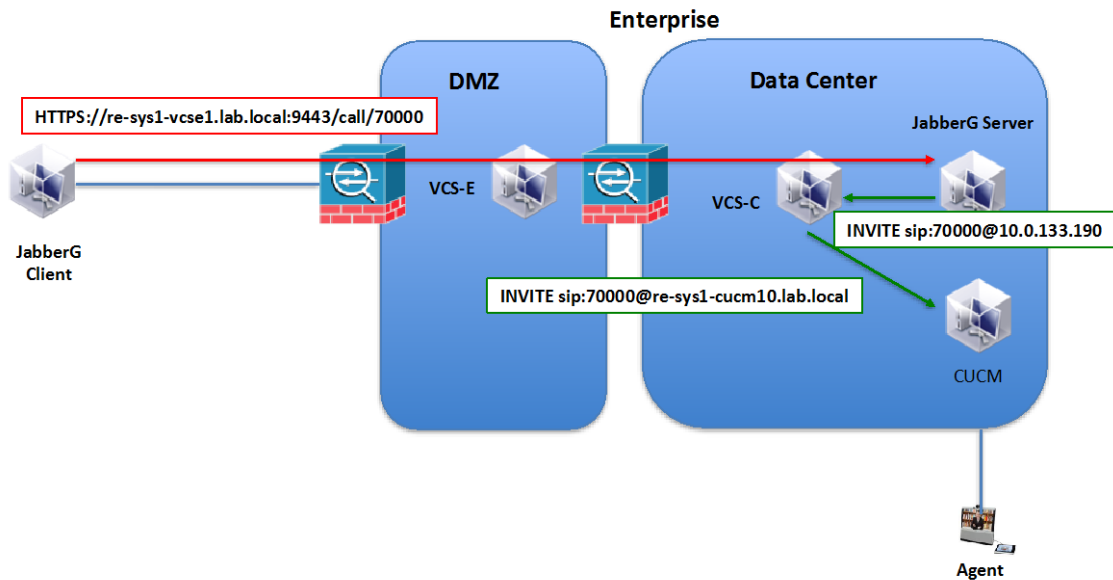 Enterprise
DMZ
Data Center
HTTPS://re-sys1-vcse1.lab.local:9443/call/70000
JabberG Server
VCS-E
VCS-C
INVITE sip:70000@10.0.133.190
JabberG
Client
INVITE sip:70000@re-sys1-cucm10.lab.local
CUCM
Agent